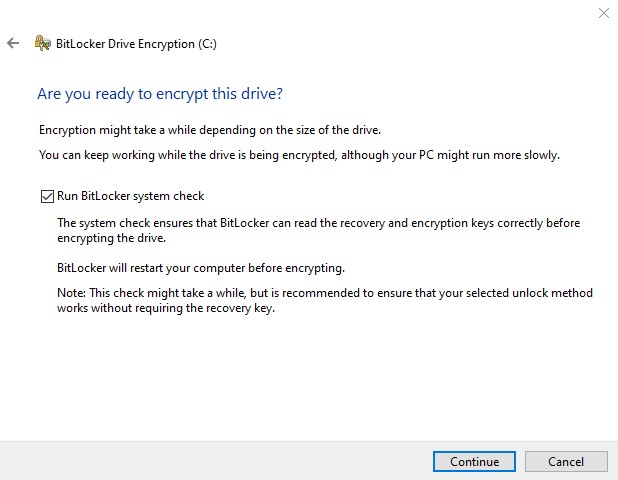 BitLocker Drive Encryption (C:)
Are you ready to encrypt this drive?
Encryption might take a while depending on the size of the drive.
You can keep working while the drive is being encrypted, although your PC might run more slowly.
Run BitLocker system check
The system check ensures that BitLocker can read the recovery and encryption keys correctly before
encrypting the drive.
BitLocker will restart your computer before encrypting.
Note: This check might take a while, but is recommended to ensure that your selected unlock method
works without requiring the recovery key.
Continue
Cancel